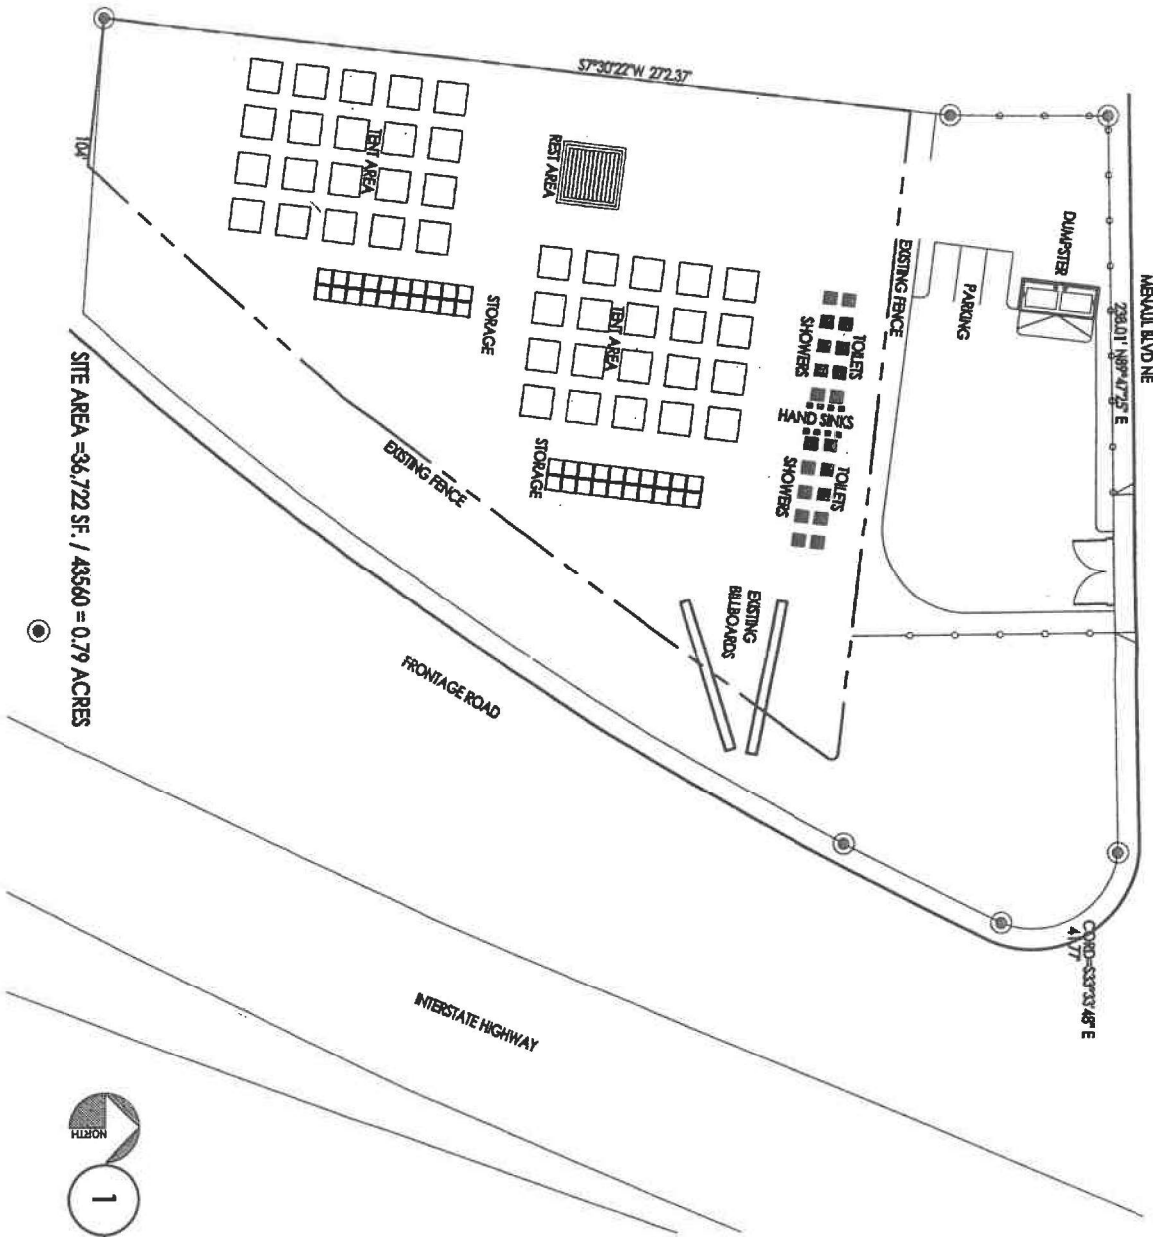 MENAUL BLVD NE
238.01' N89°47'25" E
S7°30'22"W 272.37'
104'
DUMPSTER
PARKING
EXISTING FENCE
REST AREA
TENT AREA
TENT AREA
TOILETS
SHOWERS
HAND SINKS
TOILETS
SHOWERS
STORAGE
STORAGE
EXISTING
BILLBOARDS
EXISTING FENCE
FRONTAGE ROAD
INTERSTATE HIGHWAY
SITE AREA =36,722 SF. / 43560 = 0.79 ACRES
NORTH
1